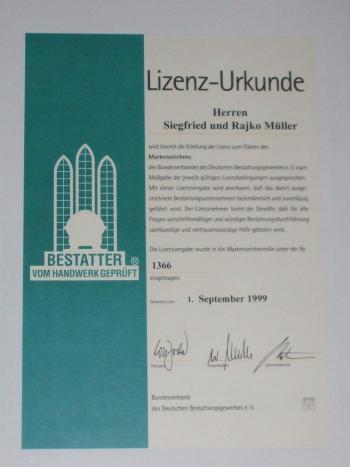 Lizenz-Urkunde
Herren
Siegfried und Rajko Müller
wird hiermit die Erteilung der Lizenz zum Führen des
Markenzeichens
des Bundesverbandes des Deutschen Bestattungsgewerbes e. V. nach
Maßgabe der jeweils gültigen Lizenzbedingungen ausgesprochen.
Mit dieser Lizenzvergabe wird anerkannt, daß das damit ausge-
zeichnete Bestattungsunternehmen fachmännisch und zuverlässig
geführt wird. Der Lizenznehmer bietet die Gewähr, daß für alle
Fragen vorschriftsmäßiger und würdiger Bestattungsdurchführung
sachkundige und vertrauenswürdige Hilfe geboten wird.
Die Lizenzvergabe wurde in die Markenzeichenrolle unter der Nr.
1366
eingetragen.
Düsseldorf, den 1. September 1999
Präsident
Bundesverband
des Deutschen Bestattungsgewerbes e. V.
BESTATTER ®
VOM HANDWERK GEPRÜFT